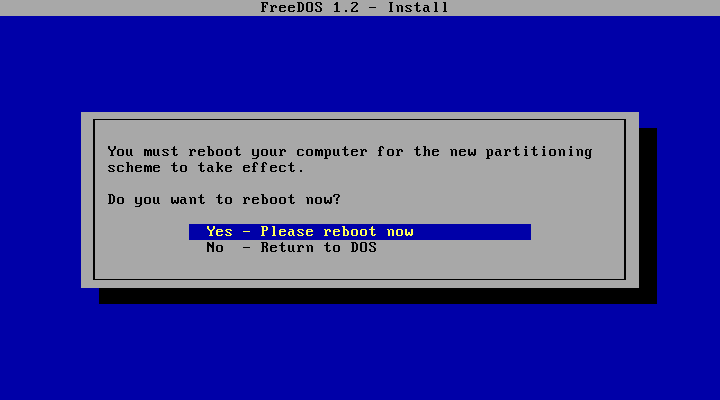 FreeDOS 1.2 - Install
You must reboot your computer for the new partitioning
scheme to take effect.
Do you want to reboot now?
Yes - Please reboot now
No - Return to DOS